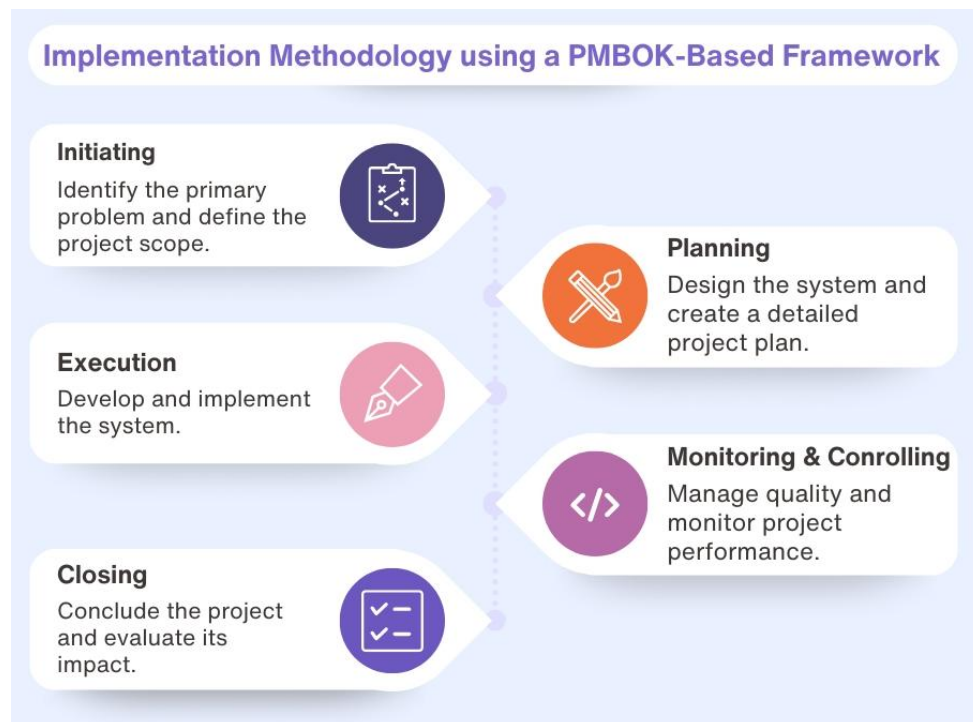 Implementation Methodology using a PMBOK-Based Framework
Initiating
Identify the primary
problem and define the
project scope.
Planning
Design the system and
create a detailed
project plan.
Execution
Develop and implement
the system.
Monitoring & Conrolling
Manage quality and
monitor project
performance.
Closing
Conclude the project
and evaluate its
impact.